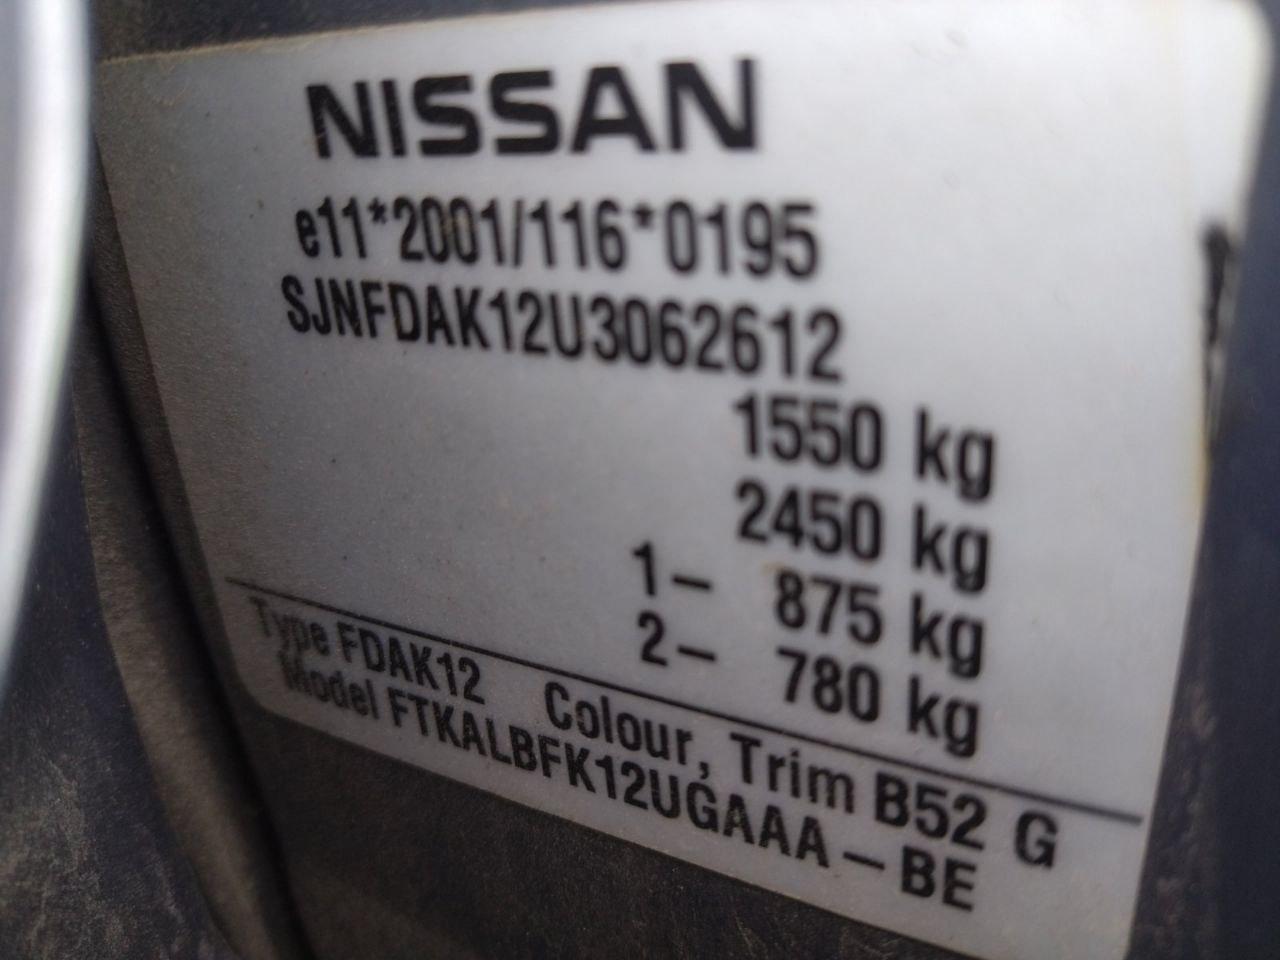 NISSAN
e11*2001/116*0195
SJNFDAK12U3062612
1550 kg
2450 kg
1– 875 kg
2– 780 kg
Type FDAK12 Colour, Trim B52 G
Model FTKALBFK12UGAAA – BE